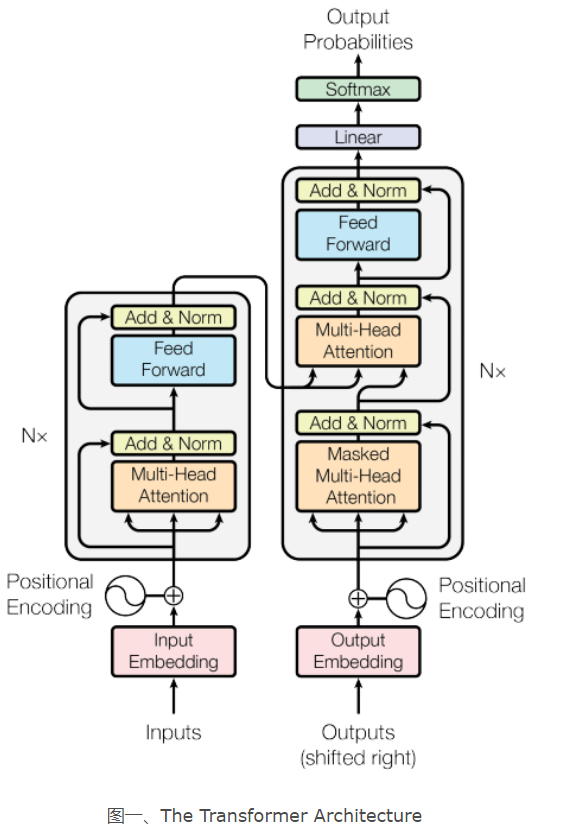 Output
Probabilities
Softmax
Linear
Add & Norm
Feed
Forward
Add & Norm
Multi-Head
Attention
Add & Norm
Masked
Multi-Head
Attention
N×
Add & Norm
Feed
Forward
Add & Norm
Multi-Head
Attention
N×
Positional
Encoding
Positional
Encoding
Input
Embedding
Output
Embedding
Inputs
Outputs
(shifted right)
图一、The Transformer Architecture